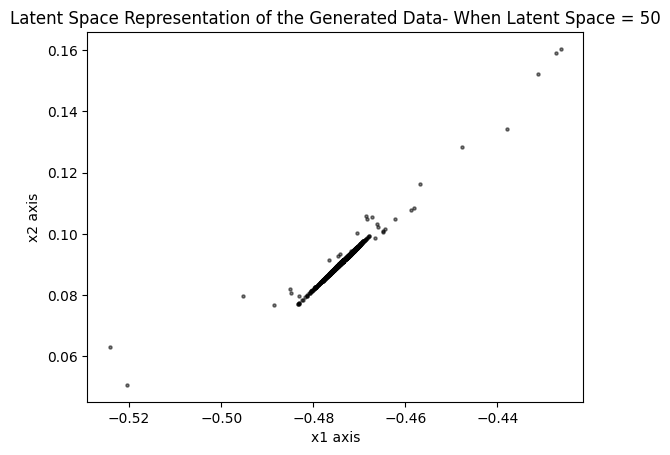 Latent Space Representation of the Generated Data- When Latent Space = 50
0.16
0.14
0.12
0.10
0.08
0.06
x2 axis
−0.52 −0.50 −0.48 −0.46 −0.44
x1 axis